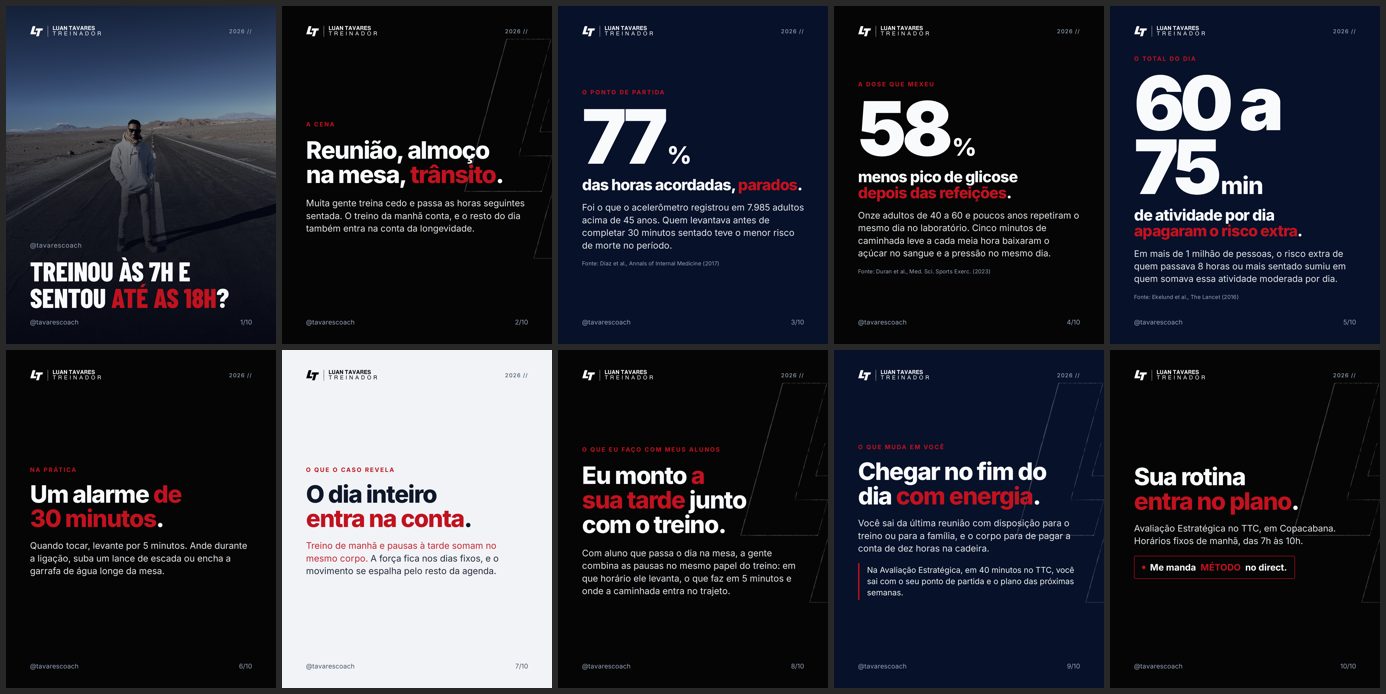 LT LUAN TAVARES
TREINADOR
2026 //
@tavarescoach
TREINOU ÀS 7H E
SENTOU ATÉ AS 18H?
@tavarescoach
1/10
LT LUAN TAVARES
TREINADOR
2026 //
A CENA
Reunião, almoço
na mesa, trânsito.
Muita gente treina cedo e passa as horas seguintes
sentada. O treino da manhã conta, e o resto do dia
também entra na conta da longevidade.
@tavarescoach
2/10
LT LUAN TAVARES
TREINADOR
2026 //
O PONTO DE PARTIDA
77%
das horas acordadas, parados.
Foi o que o acelerômetro registrou em 7.985 adultos
acima de 45 anos. Quem levantava antes de
completar 30 minutos sentado teve o menor risco
de morte no período.
Fonte: Diaz et al., Annals of Internal Medicine (2017)
@tavarescoach
3/10
LT LUAN TAVARES
TREINADOR
2026 //
A DOSE QUE MEXEU
58%
menos pico de glicose
depois das refeições.
Onze adultos de 40 a 60 e poucos anos repetiram o
mesmo dia no laboratório. Cinco minutos de
caminhada leve a cada meia hora baixaram o
açúcar no sangue e a pressão no mesmo dia.
Fonte: Duran et al., Med. Sci. Sports Exerc. (2023)
@tavarescoach
4/10
LT LUAN TAVARES
TREINADOR
2026 //
O TOTAL DO DIA
60 a
75 min
de atividade por dia
apagaram o risco extra.
Em mais de 1 milhão de pessoas, o risco extra de
quem passava 8 horas ou mais sentado sumiu em
quem somava essa atividade moderada por dia.
Fonte: Ekelund et al., The Lancet (2016)
@tavarescoach
5/10
LT LUAN TAVARES
TREINADOR
2026 //
NA PRÁTICA
Um alarme de
30 minutos.
Quando tocar, levante por 5 minutos. Ande durante
a ligação, suba um lance de escada ou encha a
garrafa de água longe da mesa.
@tavarescoach
6/10
LT LUAN TAVARES
TREINADOR
2026 //
O QUE O CASO REVELA
O dia inteiro
entra na conta.
Treino de manhã e pausas à tarde somam no
mesmo corpo. A força fica nos dias fixos, e o
movimento se espalha pelo resto da agenda.
@tavarescoach
7/10
LT LUAN TAVARES
TREINADOR
2026 //
O QUE EU FAÇO COM MEUS ALUNOS
Eu monto a
sua tarde junto
com o treino.
Com aluno que passa o dia na mesa, a gente
combina as pausas no mesmo papel do treino: em
que horário ele levanta, o que faz em 5 minutos e
onde a caminhada entra no trajeto.
@tavarescoach
8/10
LT LUAN TAVARES
TREINADOR
2026 //
O QUE MUDA EM VOCÊ
Chegar no fim do
dia com energia.
Você sai da última reunião com disposição para o
treino ou para a família, e o corpo para de pagar a
conta de dez horas na cadeira.
Na Avaliação Estratégica, em 40 minutos no TTC, você
sai com o seu ponto de partida e o plano das próximas
semanas.
@tavarescoach
9/10
LT LUAN TAVARES
TREINADOR
2026 //
Sua rotina
entra no plano.
Avaliação Estratégica no TTC, em Copacabana.
Horários fixos de manhã, das 7h às 10h.
• Me manda MÉTODO no direct.
@tavarescoach
10/10